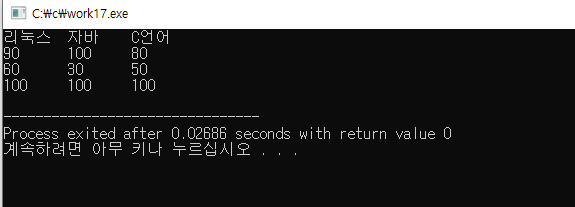 C:₩c₩work17.exe
리눅스 자바 C언어
90 100 80
60 30 50
100 100 100
--------------------------------
Process exited after 0.02686 seconds with return value 0
계속하려면 아무 키나 누르십시오 . . .